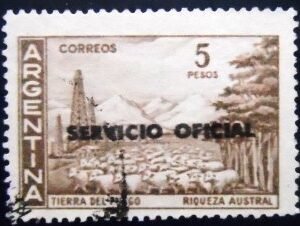 CORREOS
5
PESOS
ARGENTINA
SERVICIO OFICIAL
TIERRA DEL FUEGO
RIQUEZA AUSTRAL